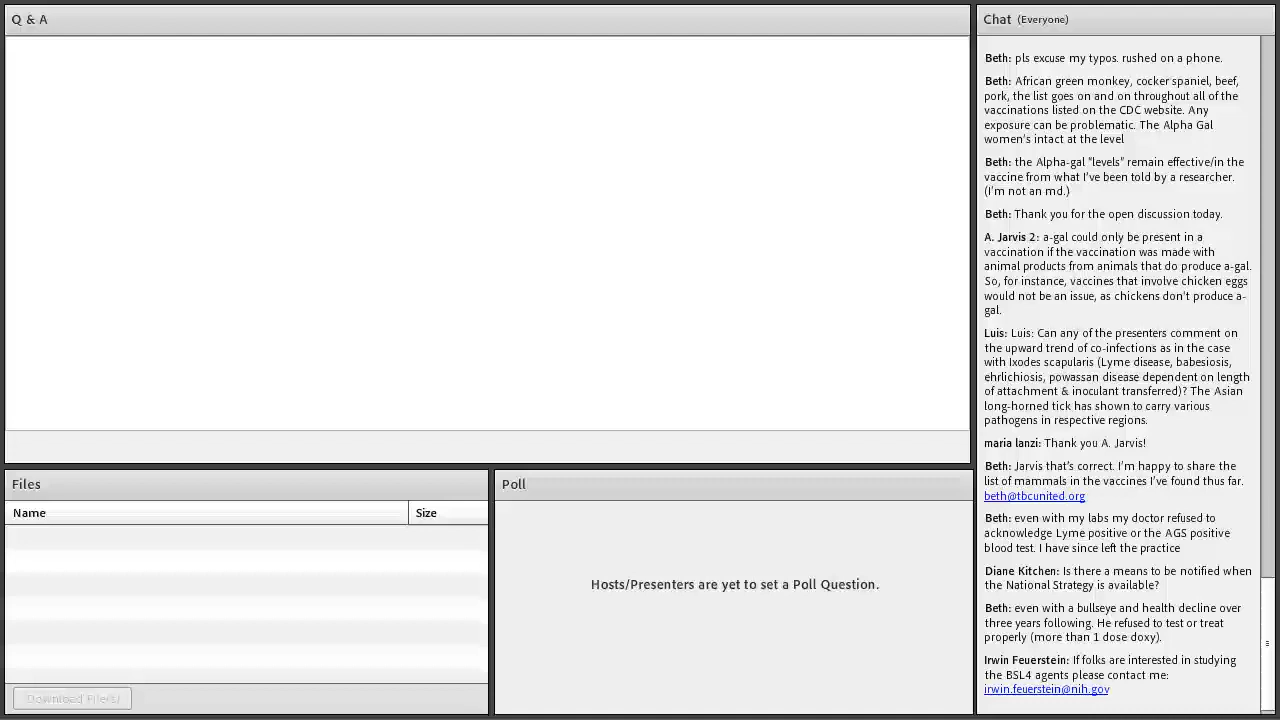 Q & A
Chat (Everyone)
Beth: pls excuse my typos. rushed on a phone.
Beth: African green monkey, cocker spaniel, beef,
pork, the list goes on and on throughout all of the
vaccinations listed on the CDC website. Any
exposure can be problematic. The Alpha Gal
women's intact at the level
Beth: the Alpha-gal "levels" remain effective/in the
vaccine from what I've been told by a researcher.
(I'm not an md.)
Beth: Thank you for the open discussion today.
A. Jarvis 2: a-gal could only be present in a
vaccination if the vaccination was made with
animal products from animals that do produce a-gal.
So, for instance, vaccines that involve chicken eggs
would not be an issue, as chickens don't produce a-
gal.
Luis: Luis: Can any of the presenters comment on
the upward trend of co-infections as in the case
with Ixodes scapularis (Lyme disease, babesiosis,
ehrlichiosis, powassan disease dependent on length
of attachment & inoculant transferred)? The Asian
long-horned tick has shown to carry various
pathogens in respective regions.
maria lanzi: Thank you A. Jarvis!
Beth: Jarvis that's correct. I'm happy to share the
list of mammals in the vaccines I've found thus far.
beth@tbcunited.org
Beth: even with my labs my doctor refused to
acknowledge Lyme positive or the AGS positive
blood test. I have since left the practice
Diane Kitchen: Is there a means to be notified when
the National Strategy is available?
Beth: even with a bullseye and health decline over
three years following. He refused to test or treat
properly (more than 1 dose doxy).
Irwin Feuerstein: If folks are interested in studying
the BSL4 agents please contact me:
irwin.feuerstein@nih.gov
Files
Name Size
Download File(s)
Poll
Hosts/Presenters are yet to set a Poll Question.